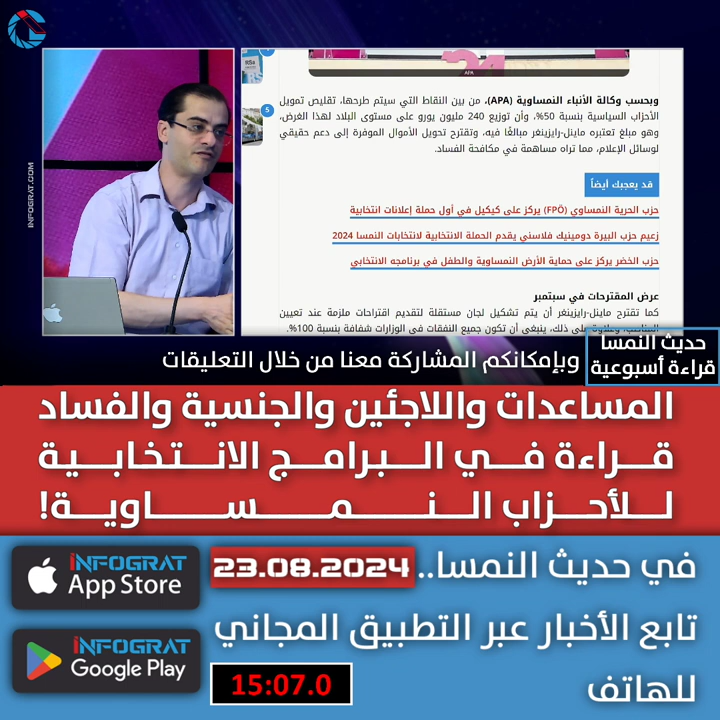 APA
وبحسب وكالة الأنباء النمساوية (APA)، من بين النقاط التي سيتم طرحها، تقليص تمويل
الأحزاب السياسية بنسبة 50%، وأن توزيع 240 مليون يورو على مستوى البلاد لهذا الغرض،
وهو مبلغ تعتبره ماينل-رايزينغر مبالغًا فيه، وتقترح تحويل الأموال الموفرة إلى دعم حقيقي
لوسائل الإعلام، مما تراه مساهمة في مكافحة الفساد.
5
قد يعجبك أيضاً
حزب الحرية النمساوي (FPÖ) يركز على كيكيل في أول حملة إعلانات انتخابية
زعيم حزب البيرة دومينيك فلاسني يقدم الحملة الانتخابية لانتخابات النمسا 2024
حزب الخضر يركز على حماية الأرض النمساوية والطفل في برنامجه الانتخابي
عرض المقترحات في سبتمبر
كما تقترح ماينل-رايزينغر أن يتم تشكيل لجان مستقلة لتقديم اقتراحات ملزمة عند تعيين
على ذلك، ينبغي أن تكون جميع النفقات في الوزارات شفافة بنسبة 100%.
INFOGRAT.COM
حديث النمسا
قراءة أسبوعية
وبإمكانكم المشاركة معنا من خلال التعليقات
المساعدات واللاجئين والجنسية والفساد
قراءة في البرامج الانتخابية
للأحزاب النمساوية!
في حديث النمسا.. 23.08.2024
تابع الأخبار عبر التطبيق المجاني
للهاتف
INFOGRAT
App Store
INFOGRAT
Google Play
15:07.0